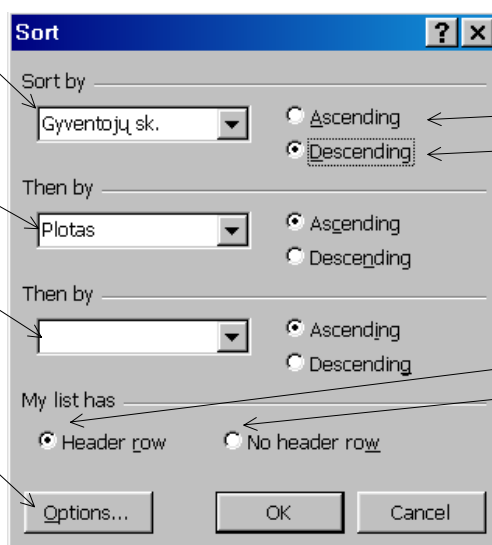 Sort
Sort by
Gyventojų sk.
Ascending
Descending
Then by
Plotas
Ascending
Descending
Then by
Ascending
Descending
My list has
Header row
No header row
Options...
OK
Cancel